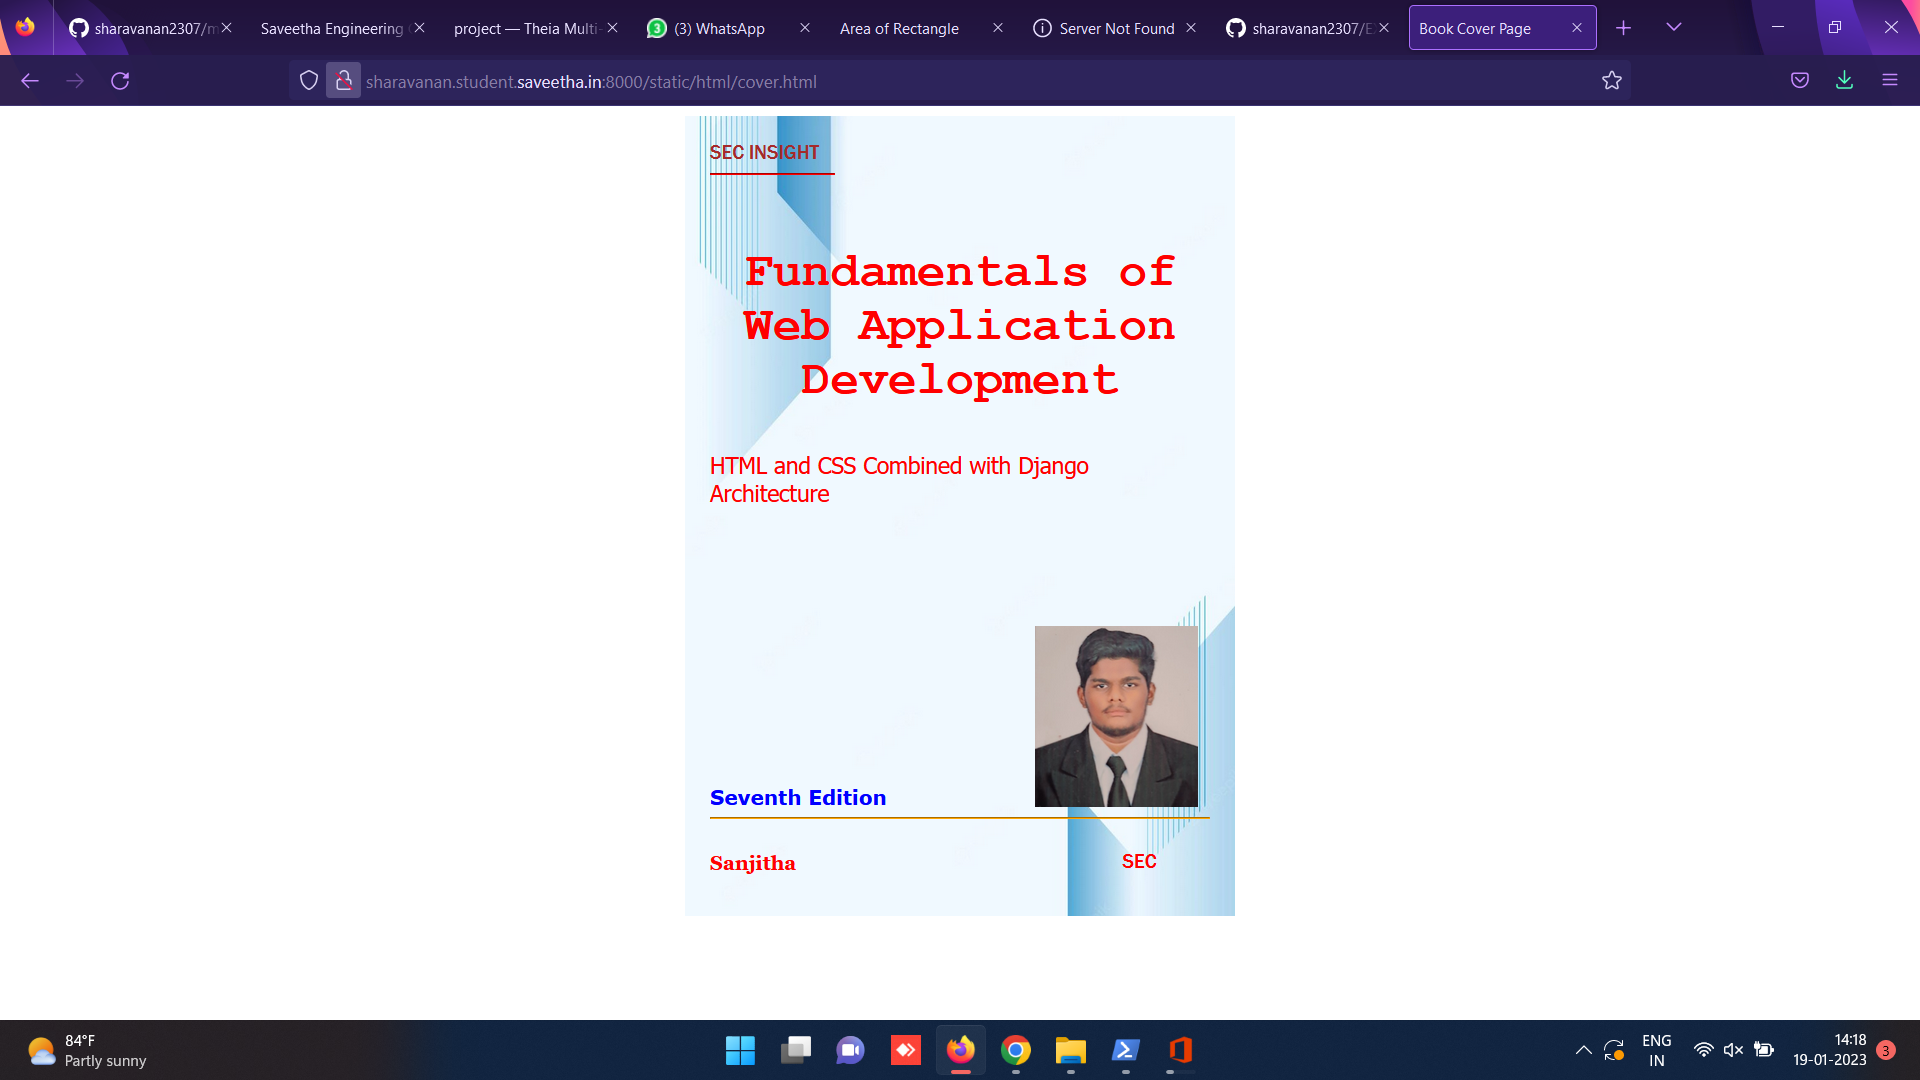 sharavanan2307/m
Saveetha Engineering
project — Theia Multi-
3
(3) WhatsApp
Area of Rectangle
Server Not Found
sharavanan2307/E
Book Cover Page
sharavanan.student.saveetha.in:8000/static/html/cover.html
SEC INSIGHT
Fundamentals of
Web Application
Development
HTML and CSS Combined with Django
Architecture
Seventh Edition
Sanjitha
SEC
84°F
Partly sunny
ENG
IN
14:18
19-01-2023
3